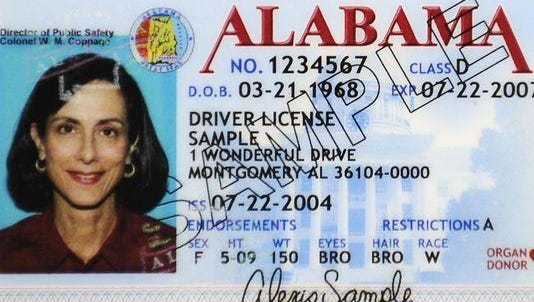 Director of Public Safety
Colonel W. M. Coppage
ALABAMA
NO. 1234567 CLASS D
D.O.B. 03-21-1968 EXP 07-22-2007
DRIVER LICENSE
SAMPLE
1 WONDERFUL DRIVE
MONTGOMERY AL 36104-0000
ISS 07-22-2004
ENDORSEMENTS RESTRICTIONS A
SEX HT WT EYES HAIR RACE
F 5-09 150 BRO BRO W
ORGAN
DONOR
Alexis Sample
SAMPLE